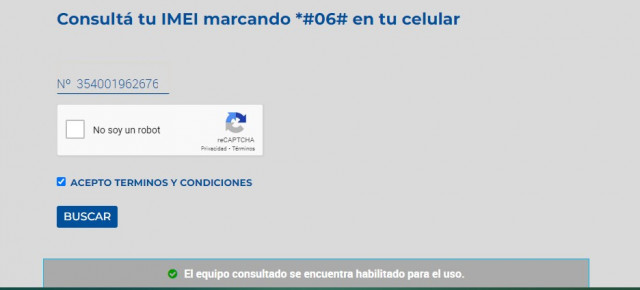 Consultá tu IMEI marcando *#06# en tu celular
Nº 354001962676
No soy un robot
reCAPTCHA
Privacidad - Términos
ACEPTO TERMINOS Y CONDICIONES
BUSCAR
El equipo consultado se encuentra habilitado para el uso.